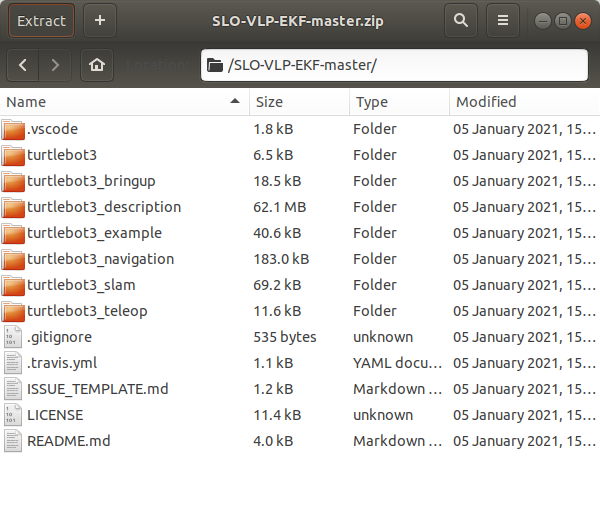 Extract + SLO-VLP-EKF-master.zip
Location: /SLO-VLP-EKF-master/
Name Size Type Modified
.vscode 1.8 kB Folder 05 January 2021, 15…
turtlebot3 6.5 kB Folder 05 January 2021, 15…
turtlebot3_bringup 18.5 kB Folder 05 January 2021, 15…
turtlebot3_description 62.1 MB Folder 05 January 2021, 15…
turtlebot3_example 40.6 kB Folder 05 January 2021, 15…
turtlebot3_navigation 183.0 kB Folder 05 January 2021, 15…
turtlebot3_slam 69.2 kB Folder 05 January 2021, 15…
turtlebot3_teleop 11.6 kB Folder 05 January 2021, 15…
.gitignore 535 bytes unknown 05 January 2021, 15…
.travis.yml 1.1 kB YAML docu… 05 January 2021, 15…
ISSUE_TEMPLATE.md 1.2 kB Markdown … 05 January 2021, 15…
LICENSE 11.4 kB unknown 05 January 2021, 15…
README.md 4.0 kB Markdown … 05 January 2021, 15…